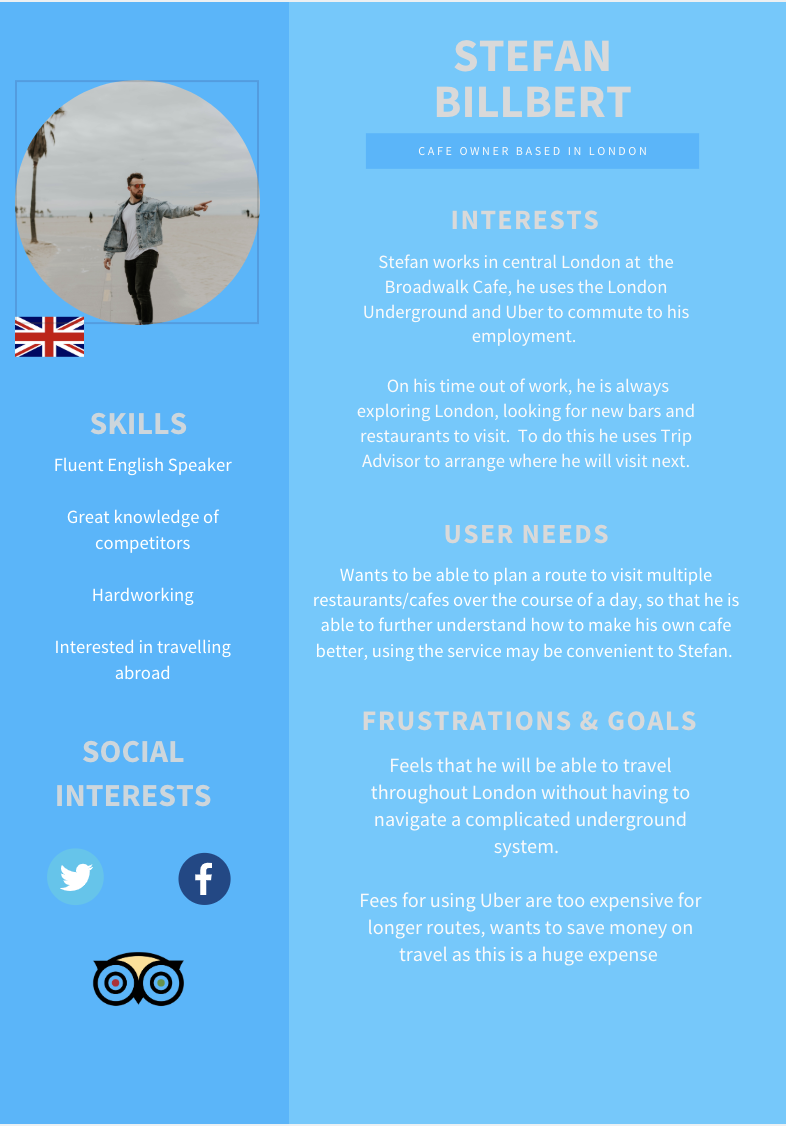 STEFAN
BILLBERT
CAFE OWNER BASED IN LONDON
INTERESTS
Stefan works in central London at  the
Broadwalk Cafe, he uses the London
Underground and Uber to commute to his
employment.
On his time out of work, he is always
exploring London, looking for new bars and
restaurants to visit.  To do this he uses Trip
Advisor to arrange where he will visit next.
USER NEEDS
Wants to be able to plan a route to visit multiple
restaurants/cafes over the course of a day, so that he is
able to further understand how to make his own cafe
better, using the service may be convenient to Stefan.
FRUSTRATIONS & GOALS
Feels that he will be able to travel
throughout London without having to
navigate a complicated underground
system.
Fees for using Uber are too expensive for
longer routes, wants to save money on
travel as this is a huge expense
SKILLS
Fluent English Speaker
Great knowledge of
competitors
Hardworking
Interested in travelling
abroad
SOCIAL
INTERESTS